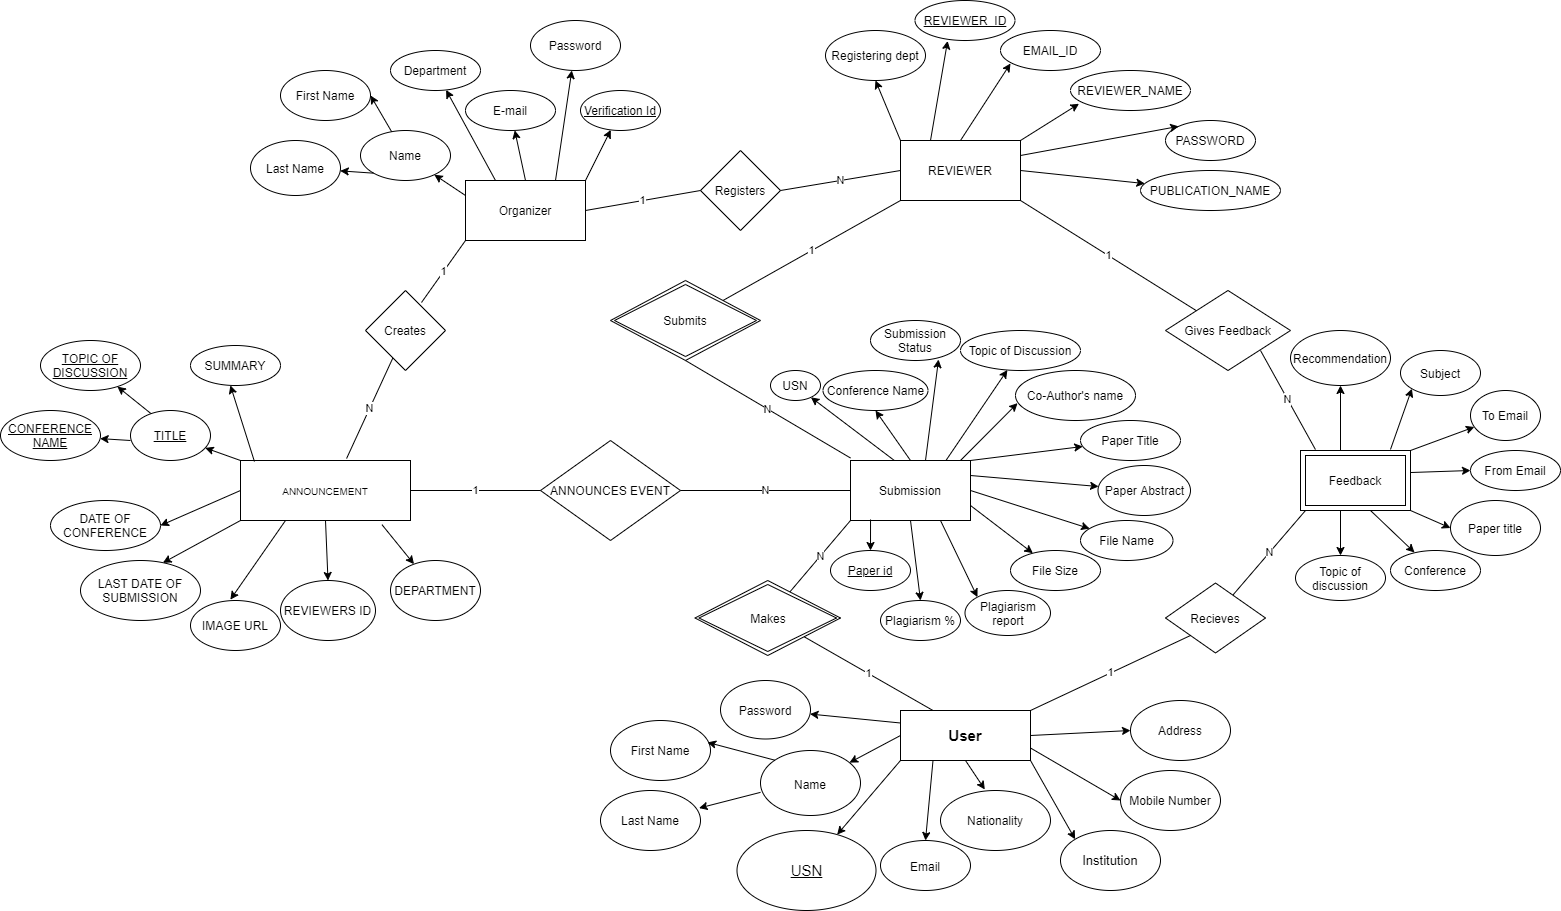 REVIEWER_ID
Password
Registering dept
EMAIL_ID
Department
First Name
E-mail
Verification Id
REVIEWER_NAME
PASSWORD
Name
Last Name
REVIEWER
PUBLICATION_NAME
Organizer
1
Registers
N
1
Creates
N
1
Submits
N
1
Gives Feedback
N
TOPIC OF
DISCUSSION
SUMMARY
CONFERENCE
NAME
TITLE
ANNOUNCEMENT
DATE OF
CONFERENCE
LAST DATE OF
SUBMISSION
IMAGE URL
REVIEWERS ID
DEPARTMENT
1
ANNOUNCES EVENT
N
Submission
Status
Topic of Discussion
USN
Conference Name
Co-Author's name
Paper Title
Submission
Paper Abstract
File Name
Paper id
File Size
Plagiarism %
Plagiarism
report
Recommendation
Subject
To Email
From Email
Feedback
Paper title
Topic of
discussion
Conference
N
Makes
1
N
Recieves
1
Password
User
Address
First Name
Name
Last Name
Mobile Number
Nationality
USN
Email
Institution